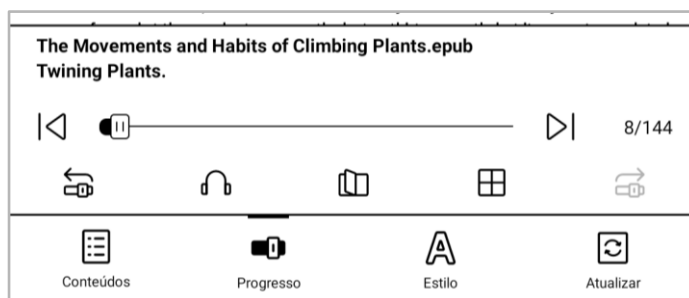 The Movements and Habits of Climbing Plants.epub
Twining Plants.
8/144
Conteúdos
Progresso
Estilo
Atualizar